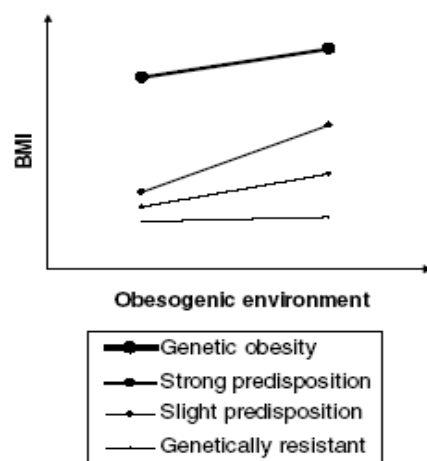 BMI
Obesogenic environment
Genetic obesity
Strong predisposition
Slight predisposition
Genetically resistant